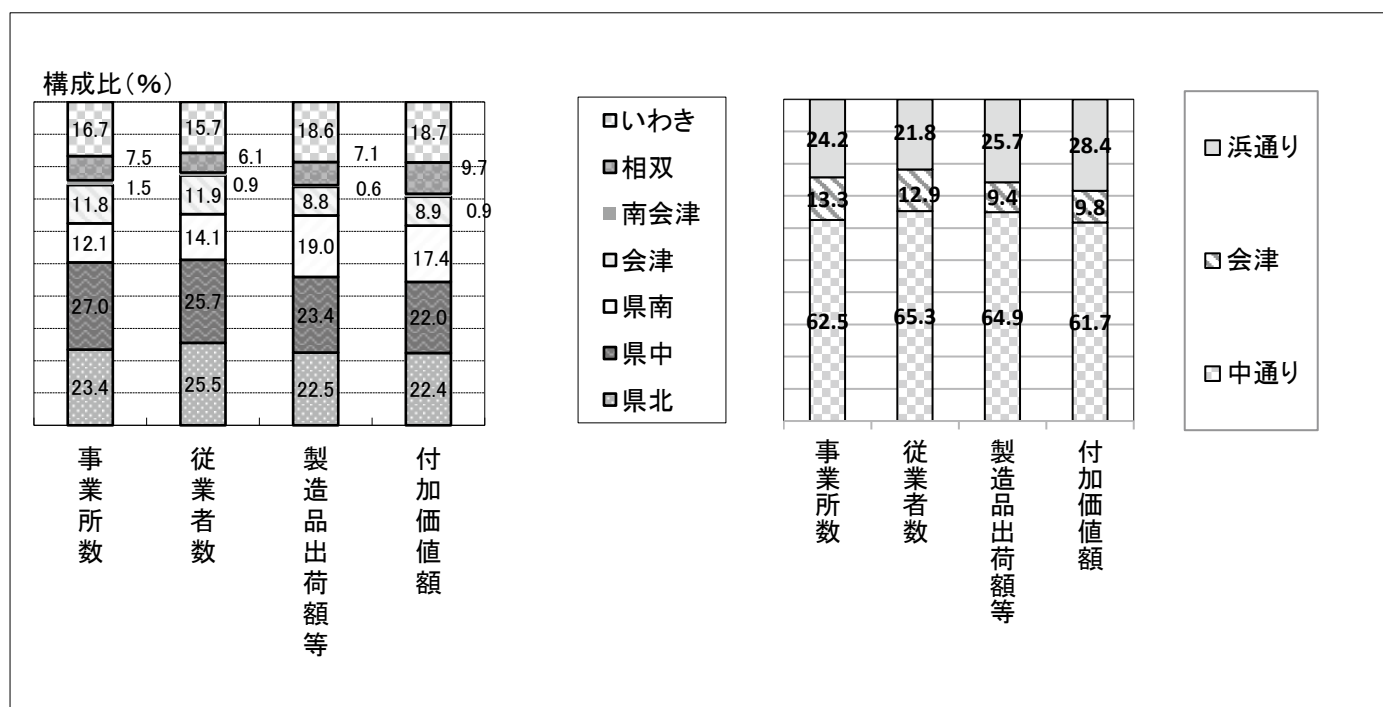 構成比(%)
16.7 15.7 18.6 18.7
7.5 6.1 7.1 9.7
1.5 0.9 0.6 0.9
11.8 11.9 8.8 8.9
12.1 14.1 19.0 17.4
27.0 25.7 23.4 22.0
23.4 25.5 22.5 22.4
事業所数
従業者数
製造品出荷額等
付加価値額
いわき
相双
南会津
会津
県南
県中
県北
24.2 21.8 25.7 28.4
13.3 12.9 9.4 9.8
62.5 65.3 64.9 61.7
事業所数
従業者数
製造品出荷額等
付加価値額
浜通り
会津
中通り